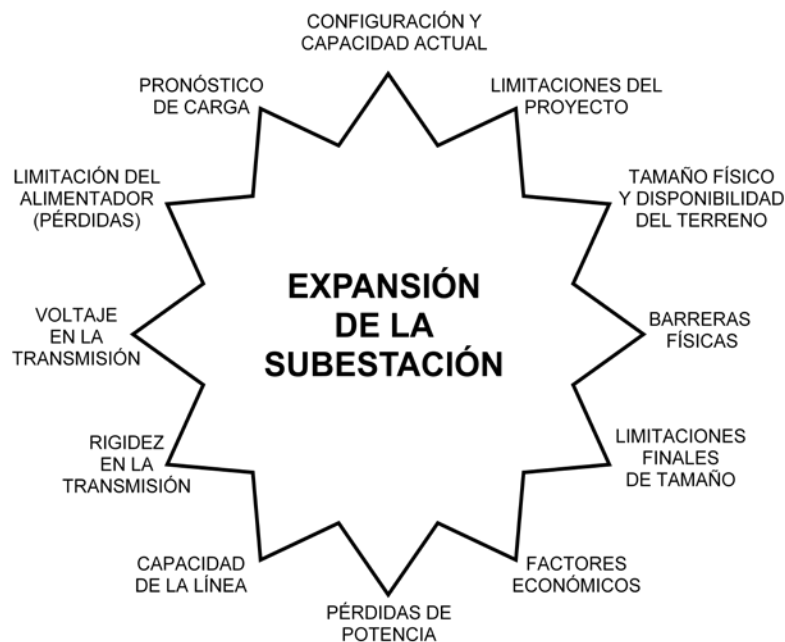 CONFIGURACIÓN Y
CAPACIDAD ACTUAL
PRONÓSTICO
DE CARGA
LIMITACIONES DEL
PROYECTO
LIMITACIÓN DEL
ALIMENTADOR
(PÉRDIDAS)
TAMAÑO FÍSICO
Y DISPONIBILIDAD
DEL TERRENO
EXPANSIÓN
DE LA
SUBESTACIÓN
VOLTAJE
EN LA
TRANSMISIÓN
BARRERAS
FÍSICAS
RIGIDEZ
EN LA
TRANSMISIÓN
LIMITACIONES
FINALES
DE TAMAÑO
CAPACIDAD
DE LA LÍNEA
FACTORES
ECONÓMICOS
PÉRDIDAS DE
POTENCIA